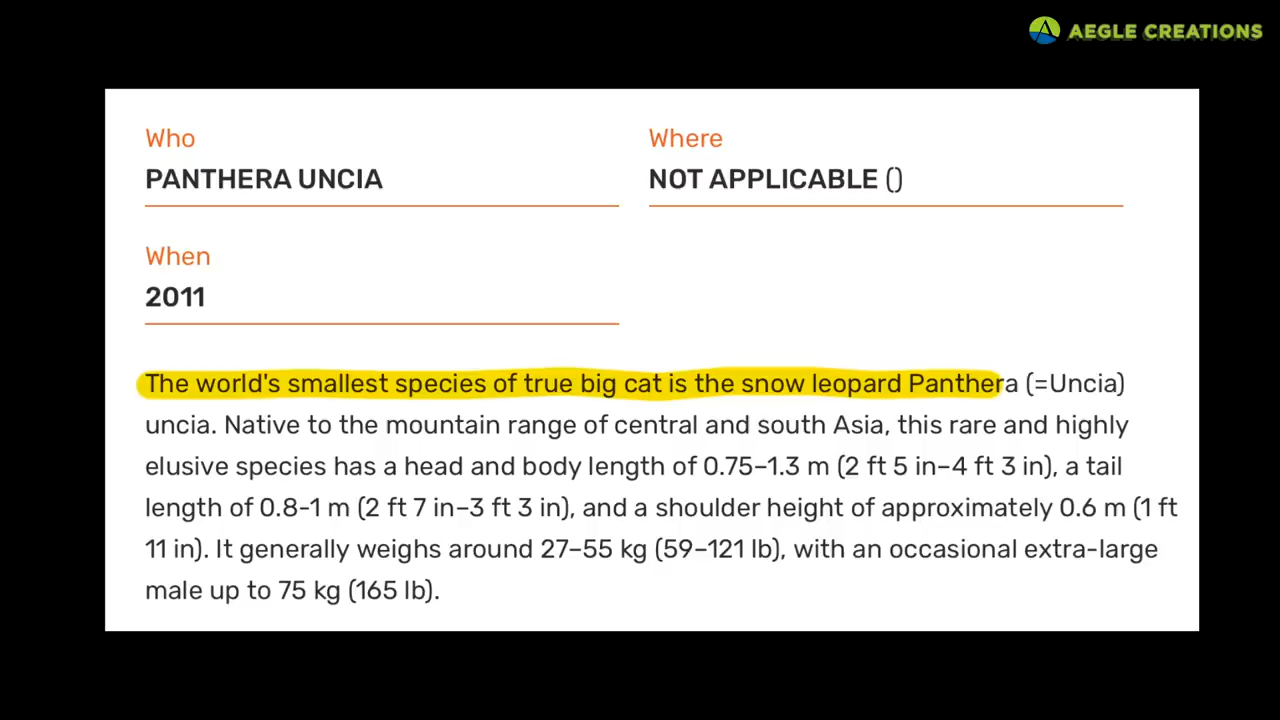 AEGLE CREATIONS
Who
PANTHERA UNCIA
Where
NOT APPLICABLE ()
When
2011
The world's smallest species of true big cat is the snow leopard Panthera (=Uncia)
uncia. Native to the mountain range of central and south Asia, this rare and highly
elusive species has a head and body length of 0.75–1.3 m (2 ft 5 in–4 ft 3 in), a tail
length of 0.8-1 m (2 ft 7 in–3 ft 3 in), and a shoulder height of approximately 0.6 m (1 ft
11 in). It generally weighs around 27–55 kg (59–121 lb), with an occasional extra-large
male up to 75 kg (165 lb).